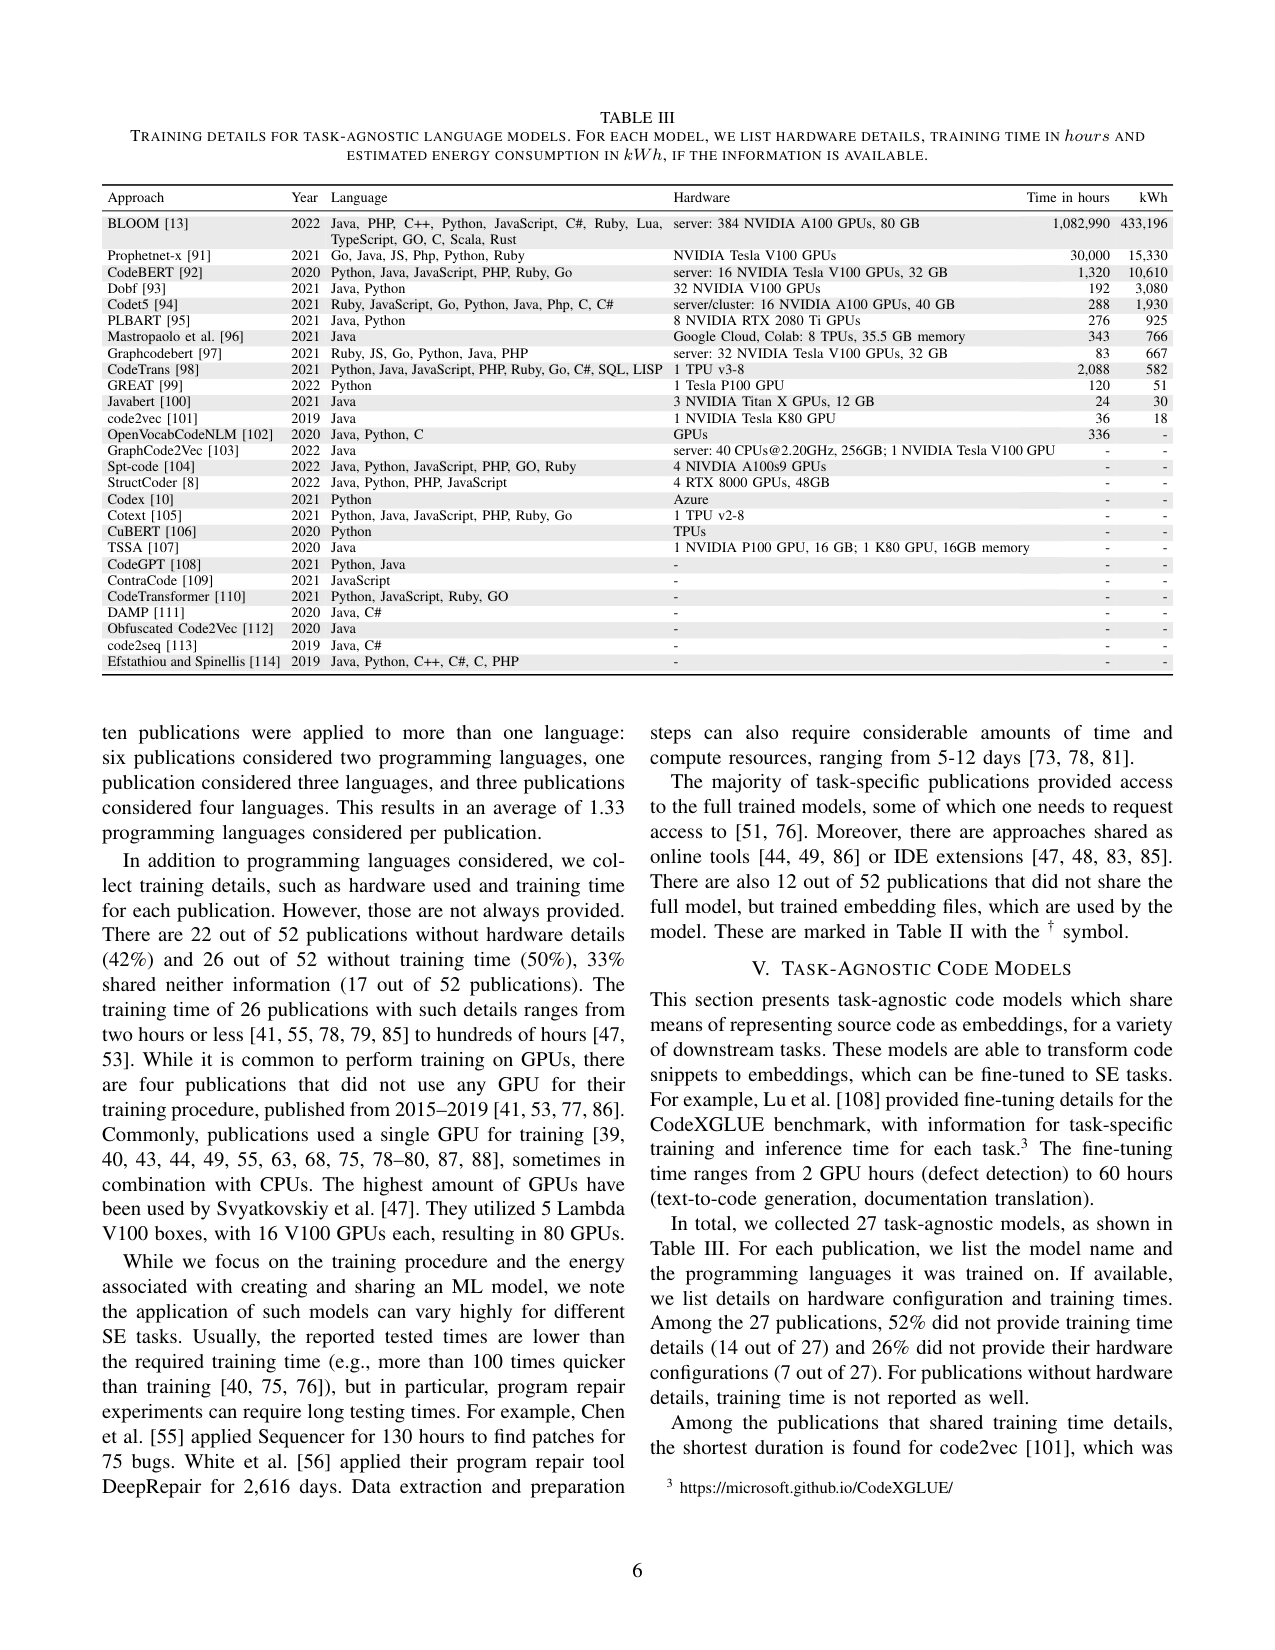 TABLE III
TRAINING DETAILS FOR TASK-AGNOSTIC LANGUAGE MODELS. FOR EACH MODEL, WE LIST HARDWARE DETAILS, TRAINING TIME IN hours AND
ESTIMATED ENERGY CONSUMPTION IN kWh, IF THE INFORMATION IS AVAILABLE.
Approach Year Language Hardware Time in hours kWh
BLOOM [13] 2022 Java, PHP, C++, Python, JavaScript, C#, Ruby, Lua, server: 384 NVIDIA A100 GPUs, 80 GB 1,082,990 433,196
TypeScript, GO, C, Scala, Rust
Prophetnet-x [91] 2021 Go, Java, JS, Php, Python, Ruby NVIDIA Tesla V100 GPUs 30,000 15,330
CodeBERT [92] 2020 Python, Java, JavaScript, PHP, Ruby, Go server: 16 NVIDIA Tesla V100 GPUs, 32 GB 1,320 10,610
Dobf [93] 2021 Java, Python 32 NVIDIA V100 GPUs 192 3,080
Codet5 [94] 2021 Ruby, JavaScript, Go, Python, Java, Php, C, C# server/cluster: 16 NVIDIA A100 GPUs, 40 GB 288 1,930
PLBART [95] 2021 Java, Python 8 NVIDIA RTX 2080 Ti GPUs 276 925
Mastropaolo et al. [96] 2021 Java Google Cloud, Colab: 8 TPUs, 35.5 GB memory 343 766
Graphcodebert [97] 2021 Ruby, JS, Go, Python, Java, PHP server: 32 NVIDIA Tesla V100 GPUs, 32 GB 83 667
CodeTrans [98] 2021 Python, Java, JavaScript, PHP, Ruby, Go, C#, SQL, LISP 1 TPU v3-8 2,088 582
GREAT [99] 2022 Python 1 Tesla P100 GPU 120 51
Javabert [100] 2021 Java 3 NVIDIA Titan X GPUs, 12 GB 24 30
code2vec [101] 2019 Java 1 NVIDIA Tesla K80 GPU 36 18
OpenVocabCodeNLM [102] 2020 Java, Python, C GPUs 336 -
GraphCode2Vec [103] 2022 Java server: 40 CPUs@2.20GHz, 256GB; 1 NVIDIA Tesla V100 GPU - -
Spt-code [104] 2022 Java, Python, JavaScript, PHP, GO, Ruby 4 NIVDIA A100s9 GPUs - -
StructCoder [8] 2022 Java, Python, PHP, JavaScript 4 RTX 8000 GPUs, 48GB - -
Codex [10] 2021 Python Azure - -
Cotext [105] 2021 Python, Java, JavaScript, PHP, Ruby, Go 1 TPU v2-8 - -
CuBERT [106] 2020 Python TPUs - -
TSSA [107] 2020 Java 1 NVIDIA P100 GPU, 16 GB; 1 K80 GPU, 16GB memory - -
CodeGPT [108] 2021 Python, Java - - -
ContraCode [109] 2021 JavaScript - - -
CodeTransformer [110] 2021 Python, JavaScript, Ruby, GO - - -
DAMP [111] 2020 Java, C# - - -
Obfuscated Code2Vec [112] 2020 Java - - -
code2seq [113] 2019 Java, C# - - -
Efstathiou and Spinellis [114] 2019 Java, Python, C++, C#, C, PHP - - -
ten publications were applied to more than one language:
six publications considered two programming languages, one
publication considered three languages, and three publications
considered four languages. This results in an average of 1.33
programming languages considered per publication.
In addition to programming languages considered, we col-
lect training details, such as hardware used and training time
for each publication. However, those are not always provided.
There are 22 out of 52 publications without hardware details
(42%) and 26 out of 52 without training time (50%), 33%
shared neither information (17 out of 52 publications). The
training time of 26 publications with such details ranges from
two hours or less [41, 55, 78, 79, 85] to hundreds of hours [47,
53]. While it is common to perform training on GPUs, there
are four publications that did not use any GPU for their
training procedure, published from 2015–2019 [41, 53, 77, 86].
Commonly, publications used a single GPU for training [39,
40, 43, 44, 49, 55, 63, 68, 75, 78–80, 87, 88], sometimes in
combination with CPUs. The highest amount of GPUs have
been used by Svyatkovskiy et al. [47]. They utilized 5 Lambda
V100 boxes, with 16 V100 GPUs each, resulting in 80 GPUs.
While we focus on the training procedure and the energy
associated with creating and sharing an ML model, we note
the application of such models can vary highly for different
SE tasks. Usually, the reported tested times are lower than
the required training time (e.g., more than 100 times quicker
than training [40, 75, 76]), but in particular, program repair
experiments can require long testing times. For example, Chen
et al. [55] applied Sequencer for 130 hours to find patches for
75 bugs. White et al. [56] applied their program repair tool
DeepRepair for 2,616 days. Data extraction and preparation
steps can also require considerable amounts of time and
compute resources, ranging from 5-12 days [73, 78, 81].
The majority of task-specific publications provided access
to the full trained models, some of which one needs to request
access to [51, 76]. Moreover, there are approaches shared as
online tools [44, 49, 86] or IDE extensions [47, 48, 83, 85].
There are also 12 out of 52 publications that did not share the
full model, but trained embedding files, which are used by the
model. These are marked in Table II with the † symbol.
V. TASK-AGNOSTIC CODE MODELS
This section presents task-agnostic code models which share
means of representing source code as embeddings, for a variety
of downstream tasks. These models are able to transform code
snippets to embeddings, which can be fine-tuned to SE tasks.
For example, Lu et al. [108] provided fine-tuning details for the
CodeXGLUE benchmark, with information for task-specific
training and inference time for each task.3 The fine-tuning
time ranges from 2 GPU hours (defect detection) to 60 hours
(text-to-code generation, documentation translation).
In total, we collected 27 task-agnostic models, as shown in
Table III. For each publication, we list the model name and
the programming languages it was trained on. If available,
we list details on hardware configuration and training times.
Among the 27 publications, 52% did not provide training time
details (14 out of 27) and 26% did not provide their hardware
configurations (7 out of 27). For publications without hardware
details, training time is not reported as well.
Among the publications that shared training time details,
the shortest duration is found for code2vec [101], which was
3 https://microsoft.github.io/CodeXGLUE/
6